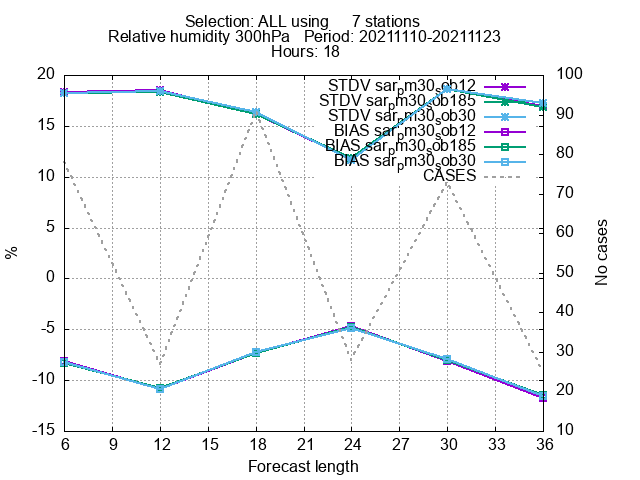 Selection: ALL using 7 stations
Relative humidity 300hPa Period: 20211110-20211123
Hours: 18
20 100
STDV sar_pm30_sob12
STDV sar_pm30_sob185
STDV sar_pm30_sob30
BIAS sar_pm30_sob12
BIAS sar_pm30_sob185
BIAS sar_pm30_sob30
CASES
15 90
10 80
5 70
0 60
-5 50
-10 40
-15 30
20
10
%
No cases
6 9 12 15 18 21 24 27 30 33 36
Forecast length